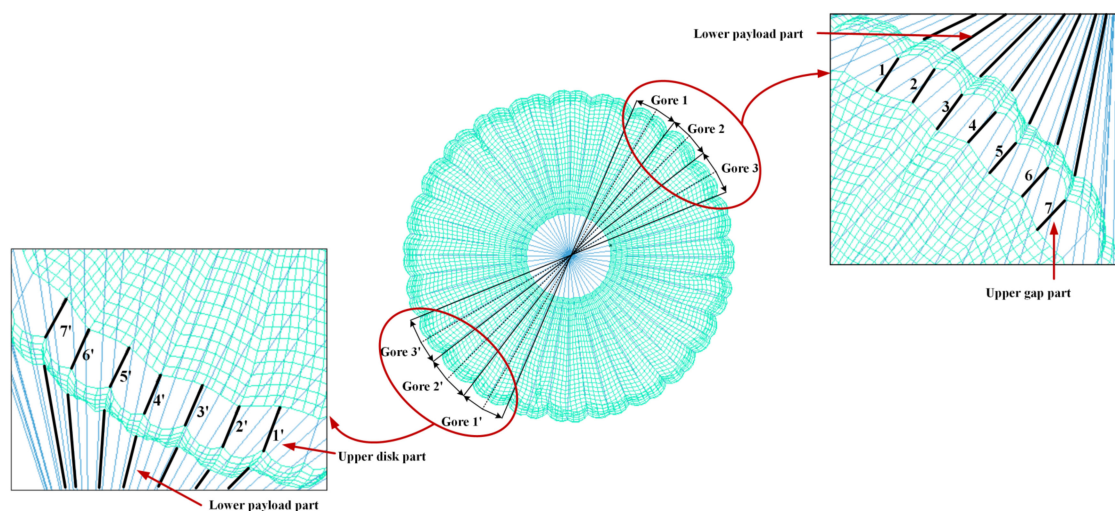 Lower payload part
1
2
3
4
5
6
7
Upper gap part
Gore 1
Gore 2
Gore 3
Gore 3'
Gore 2'
Gore 1'
7'
6'
5'
4'
3'
2'
1'
Upper disk part
Lower payload part